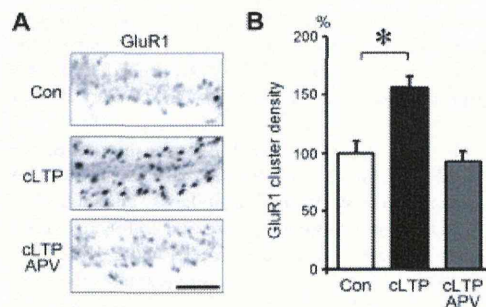 A
GluR1
Con
cLTP
cLTP
APV
B
%
GluR1 cluster density
200
150
100
50
0
*
Con
cLTP
cLTP
APV